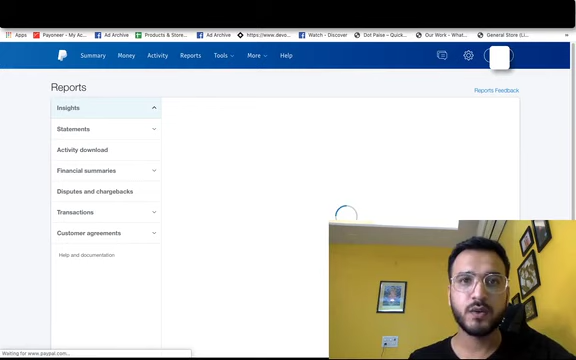 Apps
Payoneer - My Ac...
Ad Archive
Products & Store...
Ad Archive
https://www.devo...
Watch - Discover
Dot Paise – Quick...
Our Work – What...
General Store (Li...
Summary
Money
Activity
Reports
Tools
More
Help
Reports
Reports Feedback
Insights
Statements
Activity download
Financial summaries
Disputes and chargebacks
Transactions
Customer agreements
Help and documentation
Waiting for www.paypal.com...